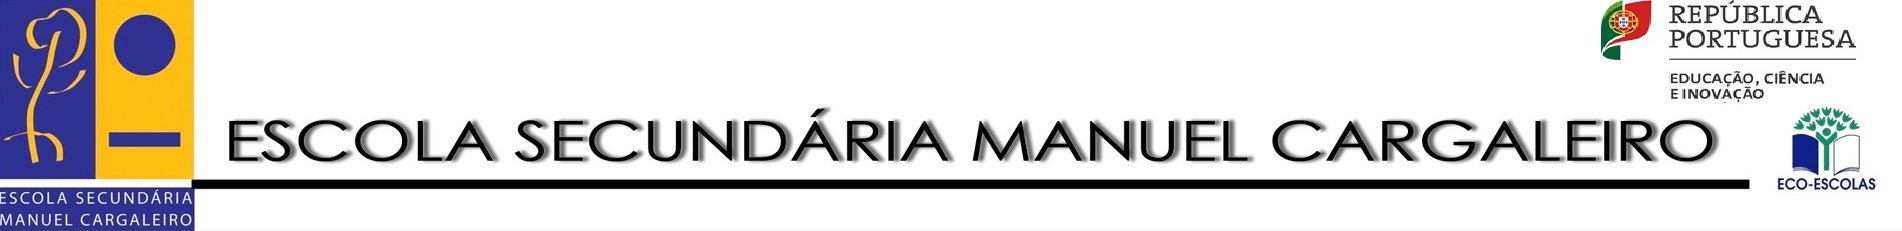 REPÚBLICA
PORTUGUESA
EDUCAÇÃO, CIÊNCIA
E INOVAÇÃO
ESCOLA SECUNDÁRIA MANUEL CARGALEIRO
ECO-ESCOLAS
ESCOLA SECUNDÁRIA
MANUEL CARGALEIRO